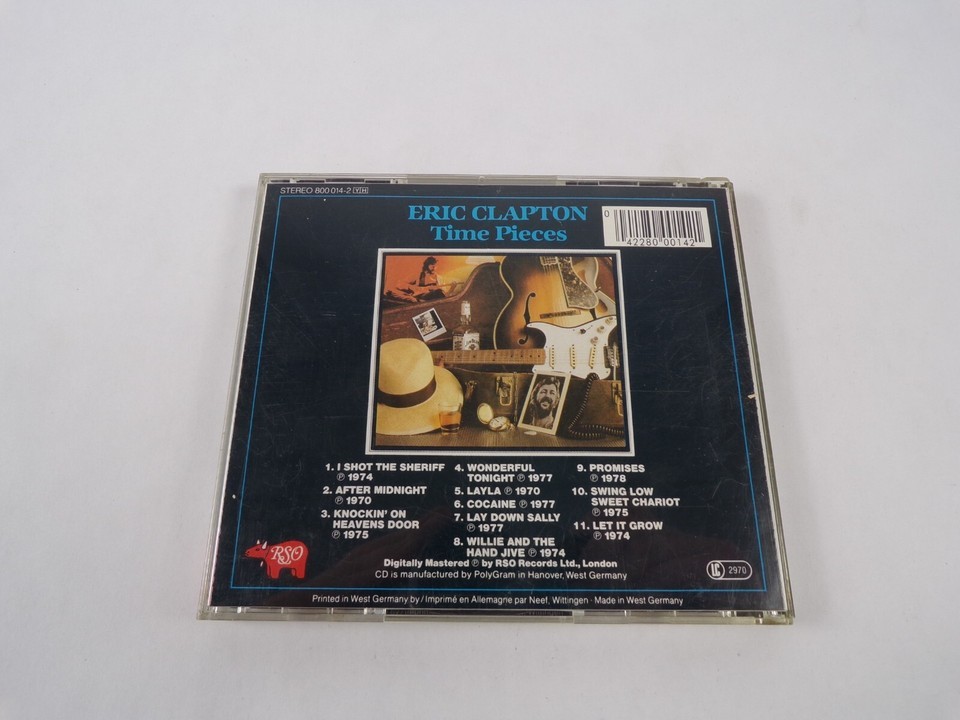 STEREO 800 014-2 YH
ERIC CLAPTON
Time Pieces
0
42280 00142
1. I SHOT THE SHERIFF
℗ 1974
2. AFTER MIDNIGHT
℗ 1970
3. KNOCKIN' ON
HEAVENS DOOR
℗ 1975
4. WONDERFUL
TONIGHT ℗ 1977
5. LAYLA ℗ 1970
6. COCAINE ℗ 1977
7. LAY DOWN SALLY
℗ 1977
8. WILLIE AND THE
HAND JIVE ℗ 1974
9. PROMISES
℗ 1978
10. SWING LOW
SWEET CHARIOT
℗ 1975
11. LET IT GROW
℗ 1974
RSO
Digitally Mastered ℗ by RSO Records Ltd., London
CD is manufactured by PolyGram in Hanover, West Germany
LC 2970
Printed in West Germany by / Imprimé en Allemagne par Neef, Wittingen · Made in West Germany